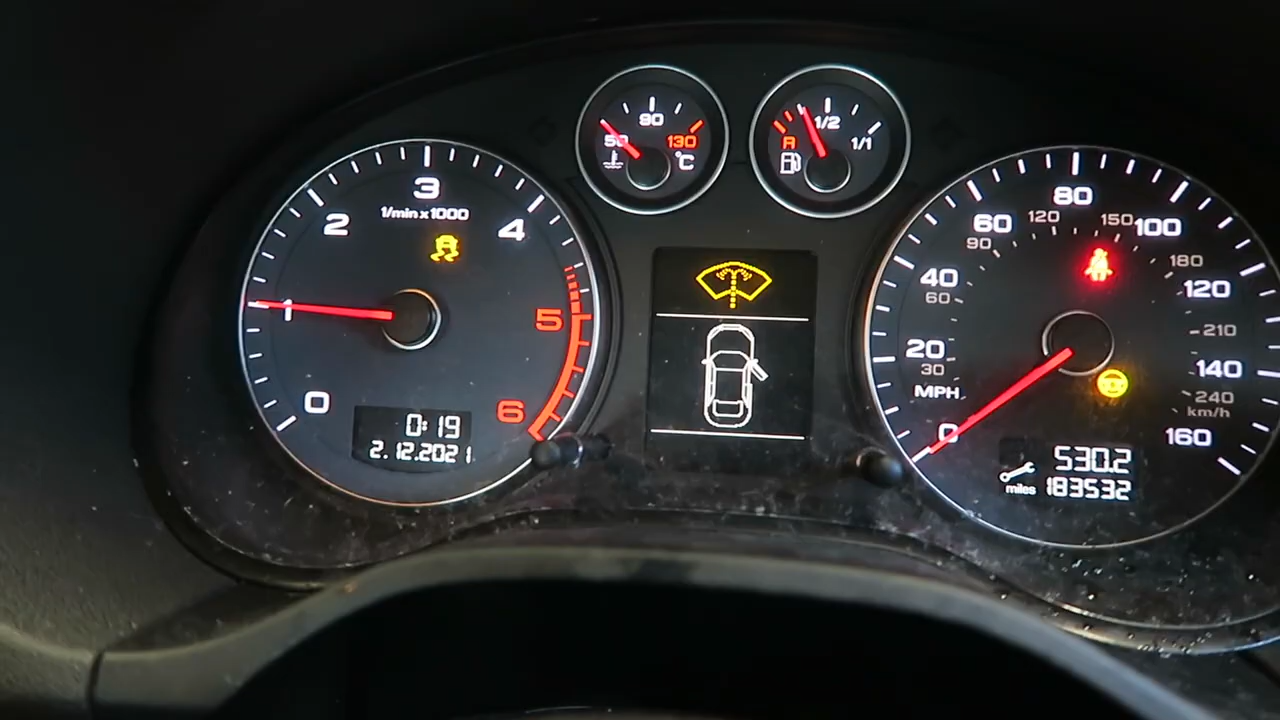 50 90 130
°C
R 1/2 1/1
0 1 2 3 4 5 6
1/min x 1000
0:19
2.12.2021
0 20 40 60 80 100 120 140 160
30 60 90 120 150 180 210 240
MPH
km/h
530.2
miles 183532